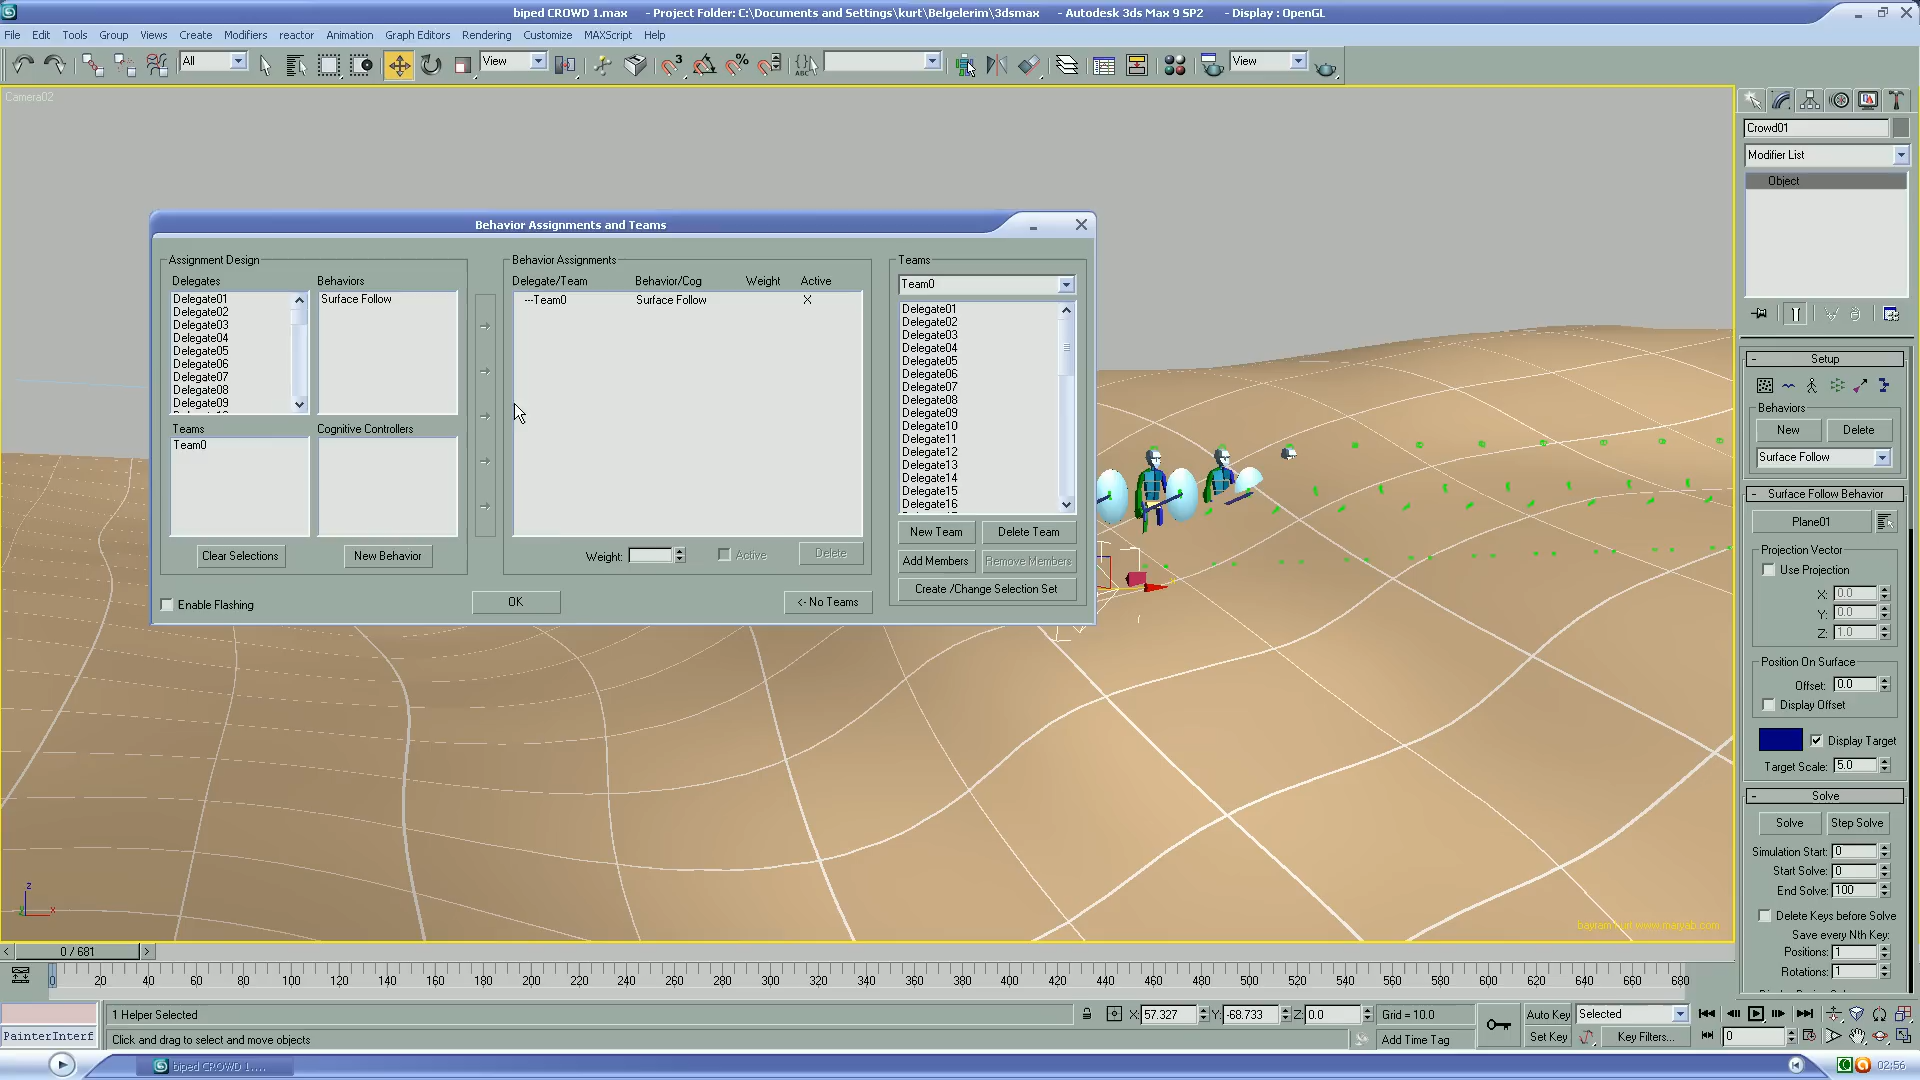 biped CROWD 1.max - Project Folder: C:\Documents and Settings\kurt\Belgelerim\3dsmax - Autodesk 3ds Max 9 SP2 - Display : OpenGL
File Edit Tools Group Views Create Modifiers reactor Animation Graph Editors Rendering Customize MAXScript Help
All View View
Camera02
Crowd01
Modifier List
Object
Behavior Assignments and Teams
Assignment Design
Delegates
Behaviors
Delegate01
Delegate02
Delegate03
Delegate04
Delegate05
Delegate06
Delegate07
Delegate08
Delegate09
Surface Follow
Teams
Cognitive Controllers
Team0
Clear Selections
New Behavior
Enable Flashing
Behavior Assignments
Delegate/Team Behavior/Cog Weight Active
---Team0 Surface Follow X
Weight:
Active
Delete
OK
<- No Teams
Teams
Team0
Delegate01
Delegate02
Delegate03
Delegate04
Delegate05
Delegate06
Delegate07
Delegate08
Delegate09
Delegate10
Delegate11
Delegate12
Delegate13
Delegate14
Delegate15
Delegate16
New Team
Delete Team
Add Members
Remove Members
Create /Change Selection Set
- Setup
Behaviors
New
Delete
Surface Follow
- Surface Follow Behavior
Plane01
Projection Vector
Use Projection
X: 0.0
Y: 0.0
Z: 1.0
Position On Surface
Offset: 0.0
Display Offset
Display Target
Target Scale: 5.0
- Solve
Solve
Step Solve
Simulation Start: 0
Start Solve: 0
End Solve: 100
Delete Keys before Solve
Save every Nth Key:
Positions: 1
Rotations: 1
z
y
x
0 / 681
0 20 40 60 80 100 120 140 160 180 200 220 240 260 280 300 320 340 360 380 400 420 440 460 480 500 520 540 560 580 600 620 640 660 680
1 Helper Selected
X: 57.327 Y: -68.733 Z: 0.0
Grid = 10.0
Auto Key
Selected
PainterInterf
Click and drag to select and move objects
Add Time Tag
Set Key
Key Filters...
0
biped CROWD 1....
02:56